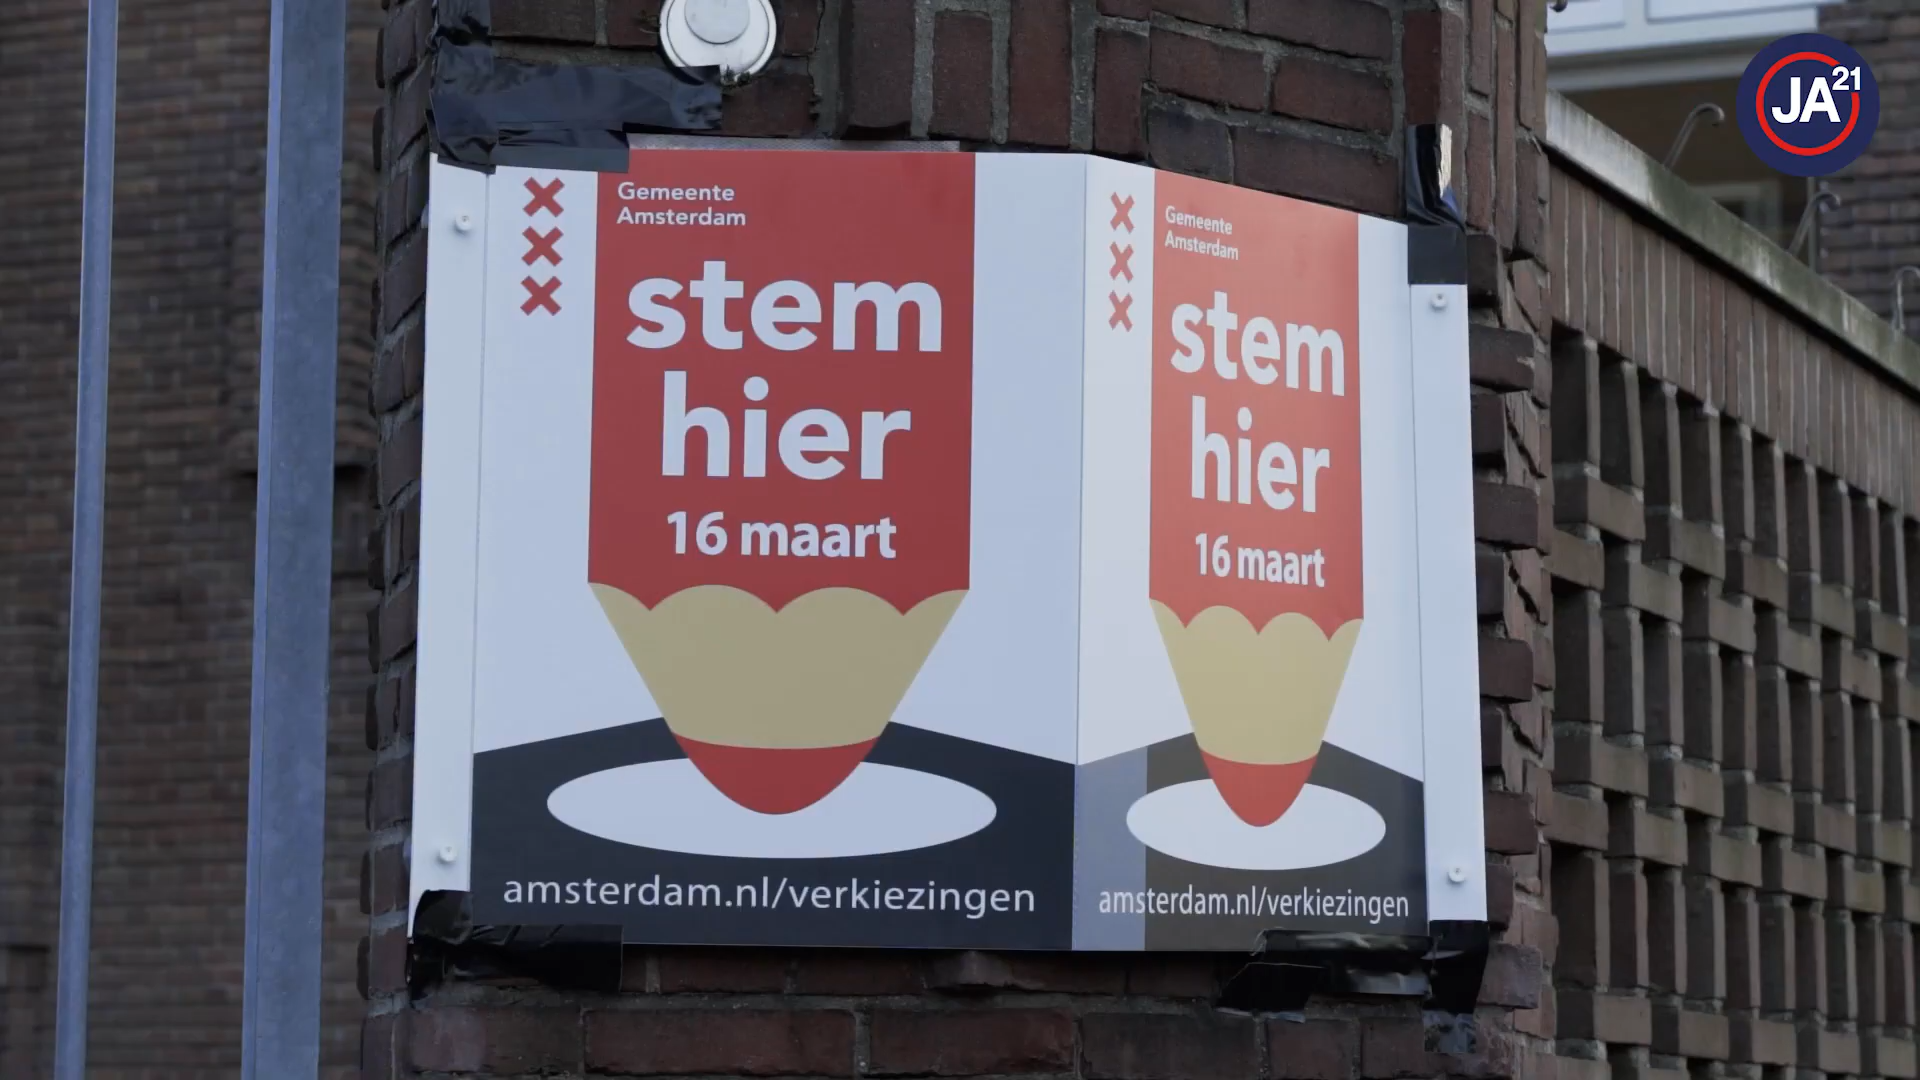 JA21
Gemeente
Amsterdam
stem
hier
16 maart
amsterdam.nl/verkiezingen
Gemeente
Amsterdam
stem
hier
16 maart
amsterdam.nl/verkiezingen